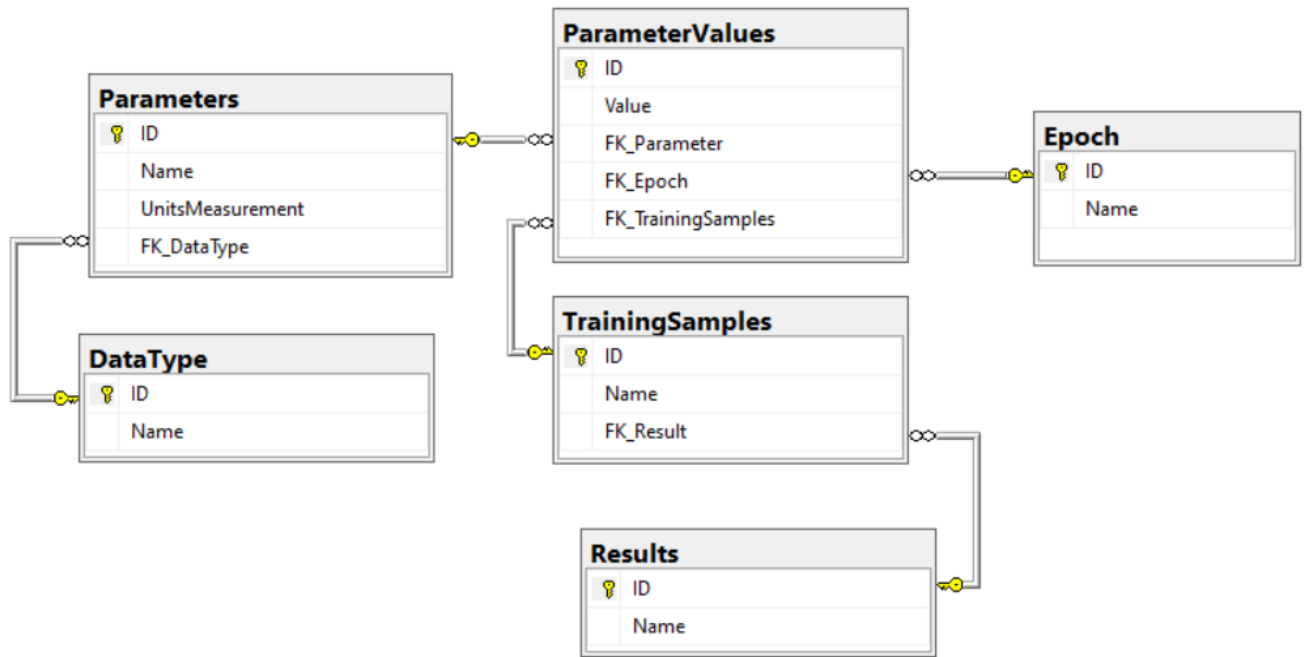 Parameters
ID
Name
UnitsMeasurement
FK_DataType
DataType
ID
Name
ParameterValues
ID
Value
FK_Parameter
FK_Epoch
FK_TrainingSamples
TrainingSamples
ID
Name
FK_Result
Results
ID
Name
Epoch
ID
Name